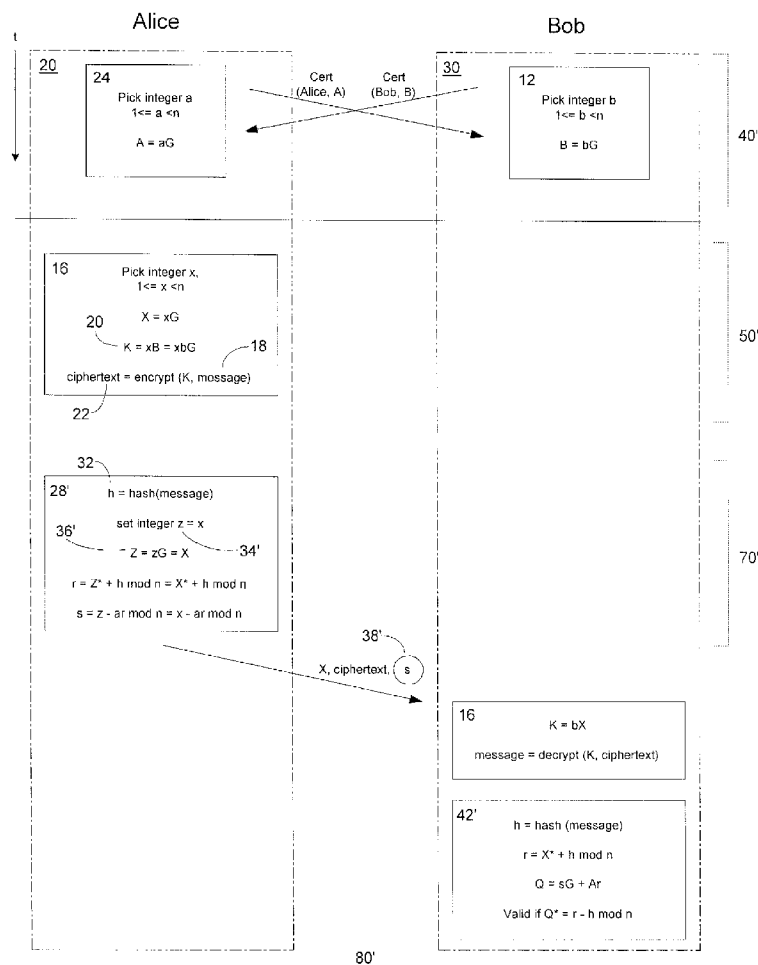 Alice
Bob
t
20
24
Pick integer a
1<= a <n
A = aG
Cert
(Alice, A)
Cert
(Bob, B)
30
12
Pick integer b
1<= b <n
B = bG
40'
16
Pick integer x,
1<= x <n
X = xG
20
K = xB = xbG
18
ciphertext = encrypt (K, message)
22
50'
32
28'
h = hash(message)
set integer z = x
36'
34'
Z = zG = X
r = Z* + h mod n = X* + h mod n
s = z - ar mod n = x - ar mod n
70'
38'
X, ciphertext, s
16
K = bX
message = decrypt (K, ciphertext)
42'
h = hash (message)
r = X* + h mod n
Q = sG + Ar
Valid if Q* = r - h mod n
80'